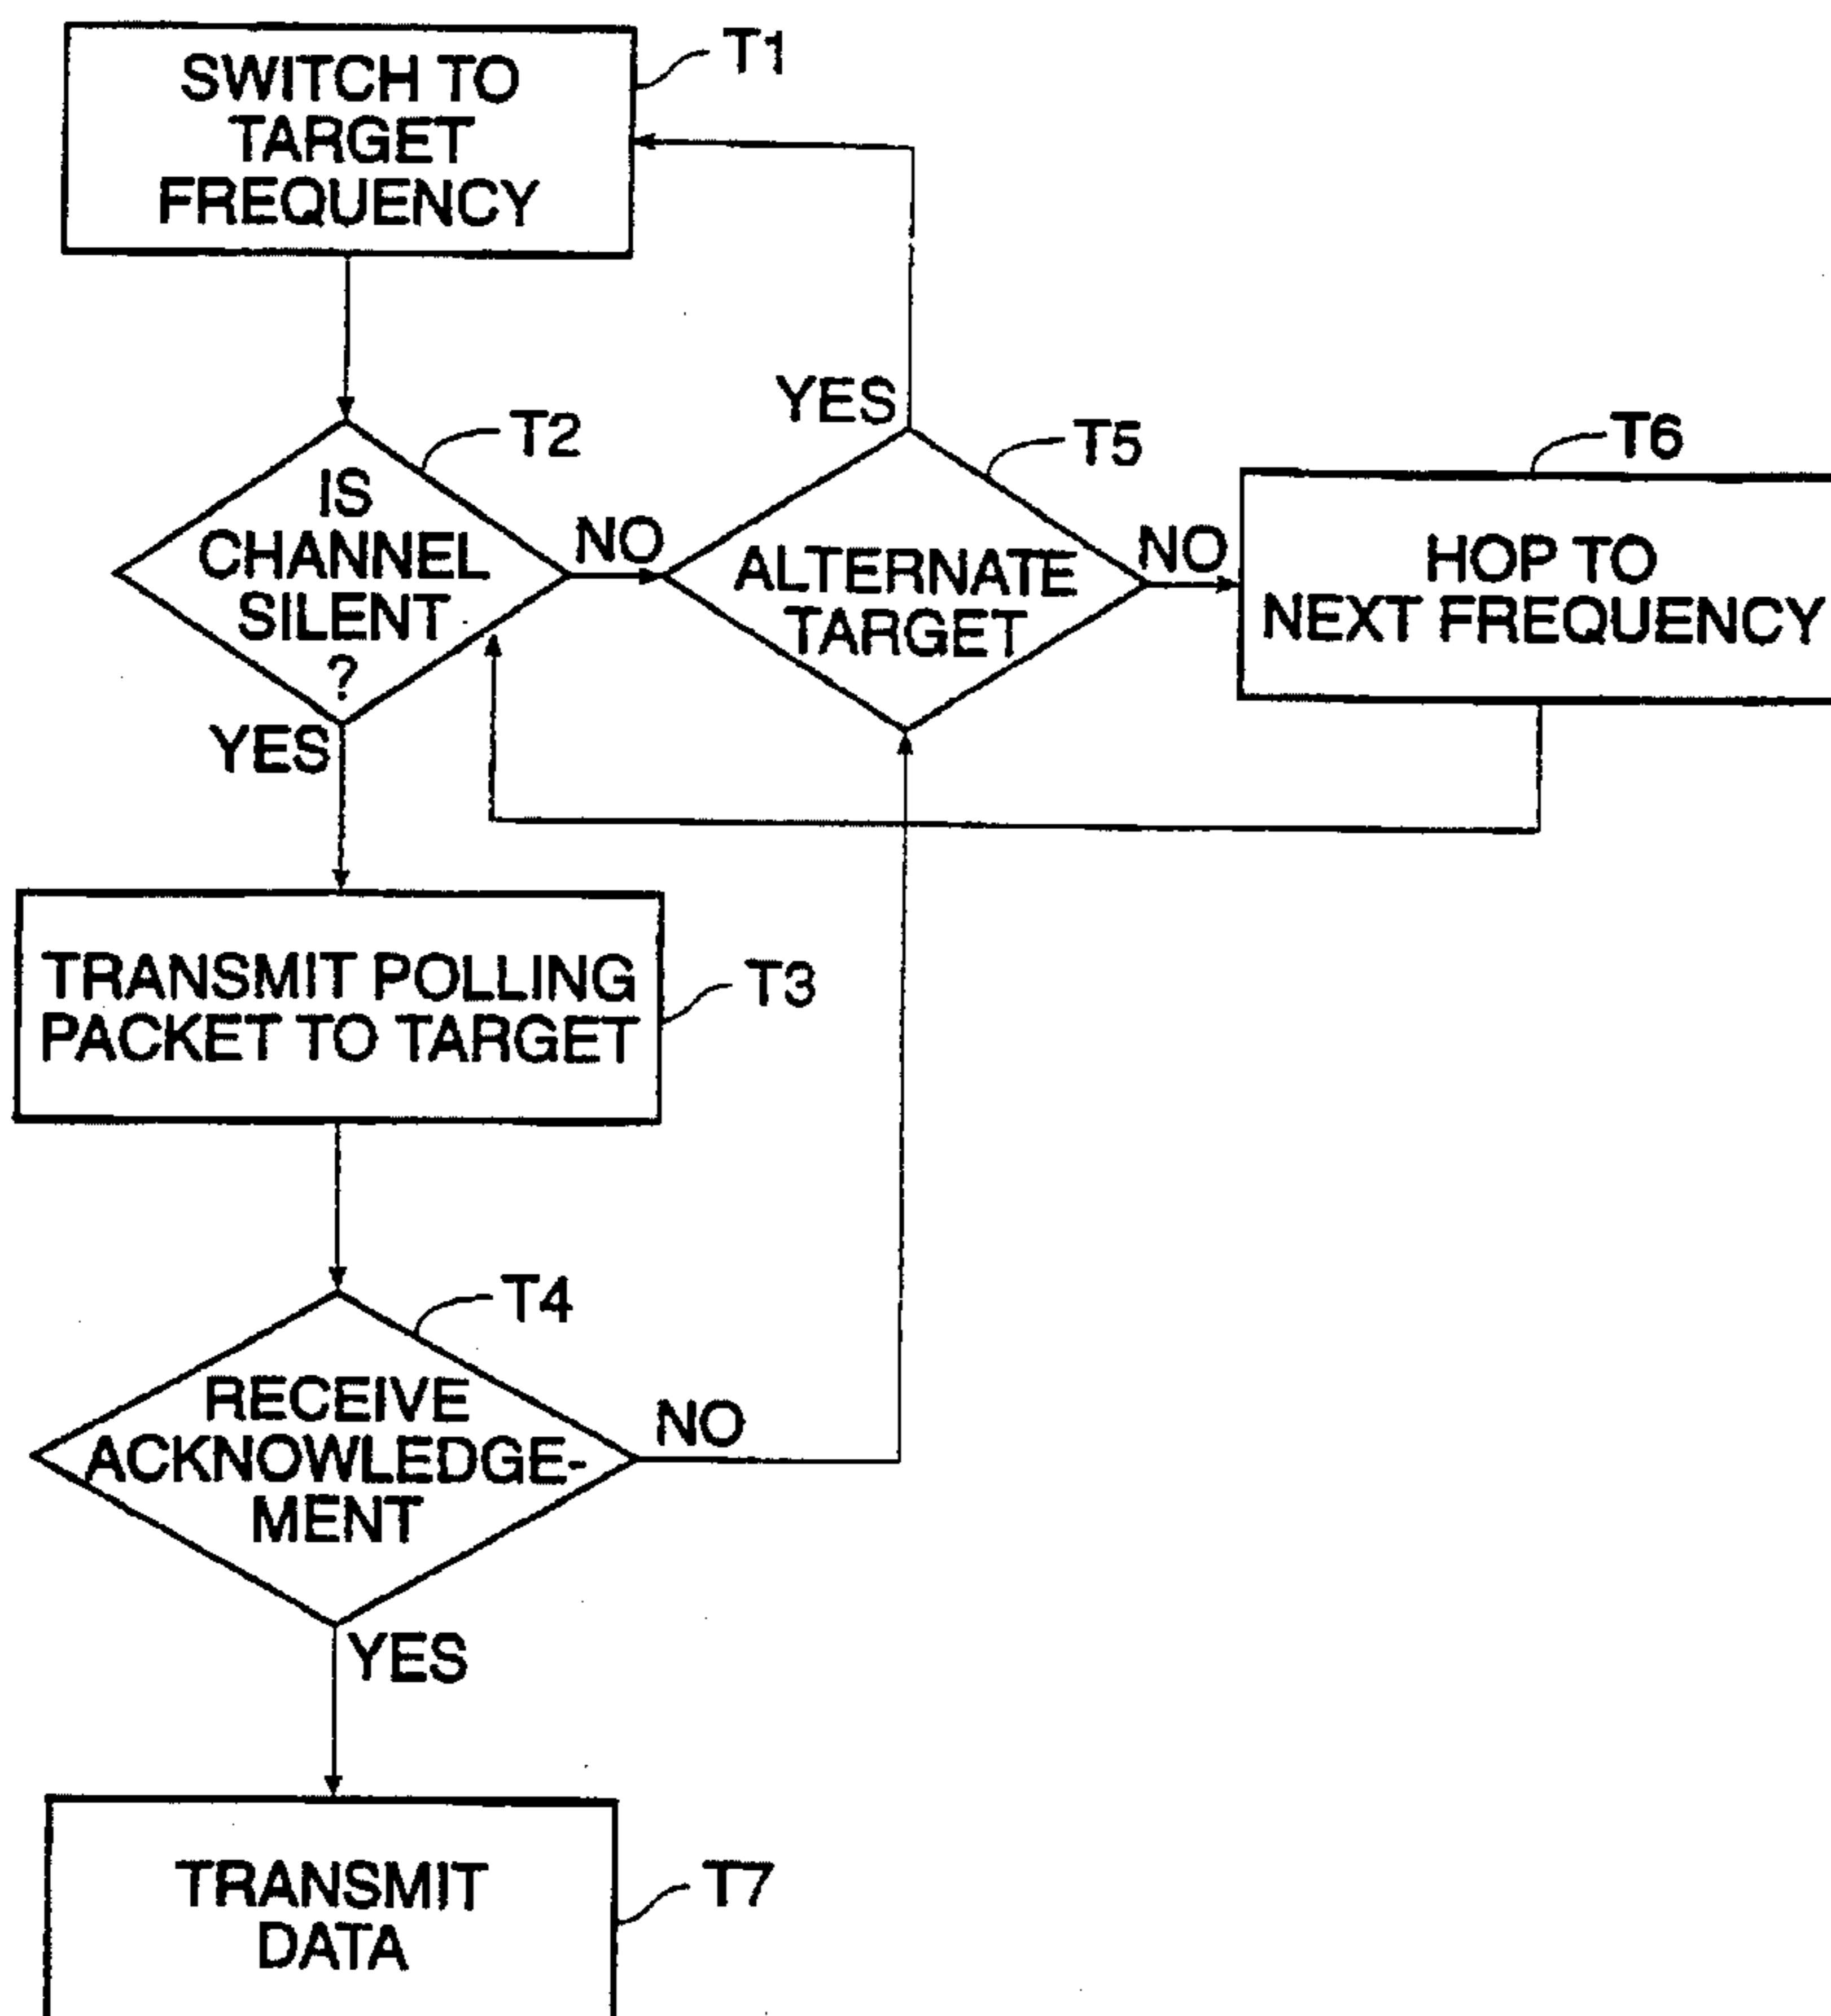 SWITCH TO
TARGET
FREQUENCY
T1
YES
T2
IS
CHANNEL
SILENT
?
NO
T5
ALTERNATE
TARGET
NO
T6
HOP TO
NEXT FREQUENCY
YES
TRANSMIT POLLING
PACKET TO TARGET
T3
T4
RECEIVE
ACKNOWLEDGE-
MENT
NO
YES
TRANSMIT
DATA
T7